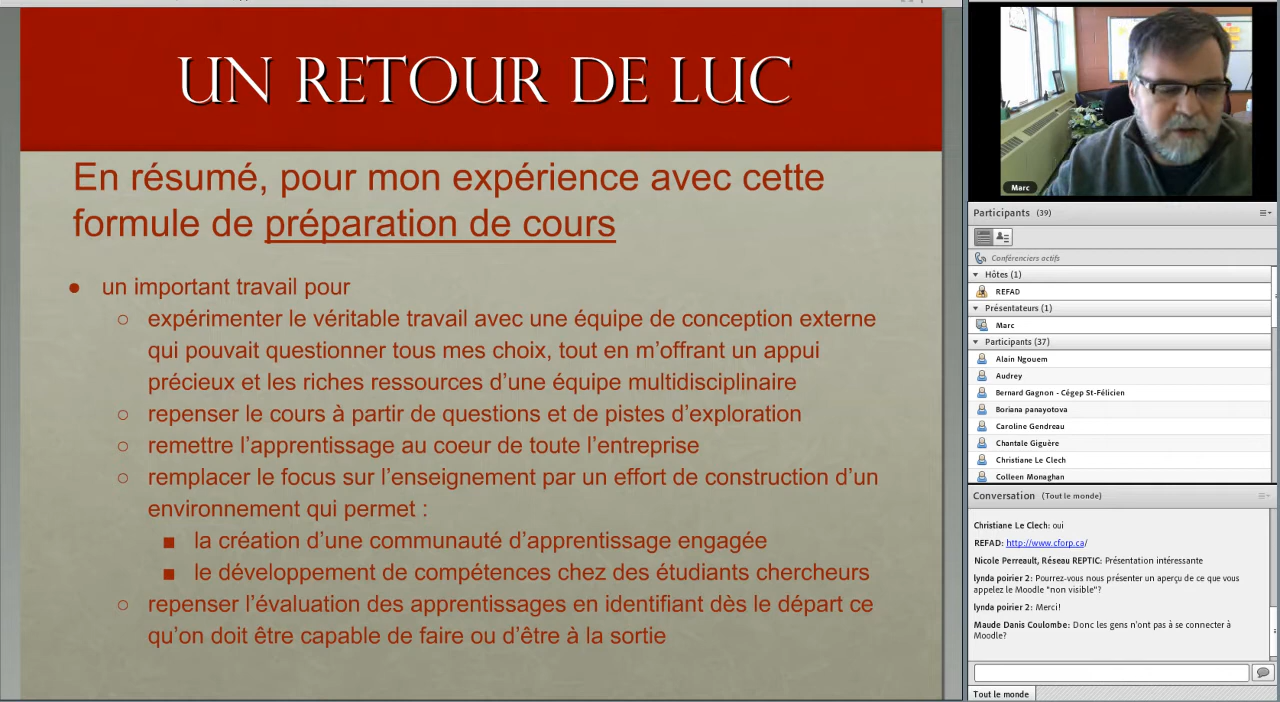 UN RETOUR DE LUC
En résumé, pour mon expérience avec cette
formule de préparation de cours
● un important travail pour
○ expérimenter le véritable travail avec une équipe de conception externe
qui pouvait questionner tous mes choix, tout en m’offrant un appui
précieux et les riches ressources d’une équipe multidisciplinaire
○ repenser le cours à partir de questions et de pistes d’exploration
○ remettre l’apprentissage au coeur de toute l’entreprise
○ remplacer le focus sur l’enseignement par un effort de construction d’un
environnement qui permet :
■ la création d’une communauté d’apprentissage engagée
■ le développement de compétences chez des étudiants chercheurs
○ repenser l’évaluation des apprentissages en identifiant dès le départ ce
qu’on doit être capable de faire ou d’être à la sortie
Marc
Participants (39)
Conférenciers actifs
Hôtes (1)
REFAD
Présentateurs (1)
Marc
Participants (37)
Alain Ngouem
Audrey
Bernard Gagnon - Cégep St-Félicien
Boriana panayotova
Caroline Gendreau
Chantale Giguère
Christiane Le Clech
Colleen Monaghan
Conversation (Tout le monde)
Christiane Le Clech: oui
REFAD: http://www.cforp.ca/
Nicole Perreault, Réseau REPTIC: Présentation intéressante
lynda poirier 2: Pourrez-vous nous présenter un aperçu de ce que vous
appelez le Moodle "non visible"?
lynda poirier 2: Merci!
Maude Danis Coulombe: Donc les gens n'ont pas à se connecter à
Moodle?
Tout le monde